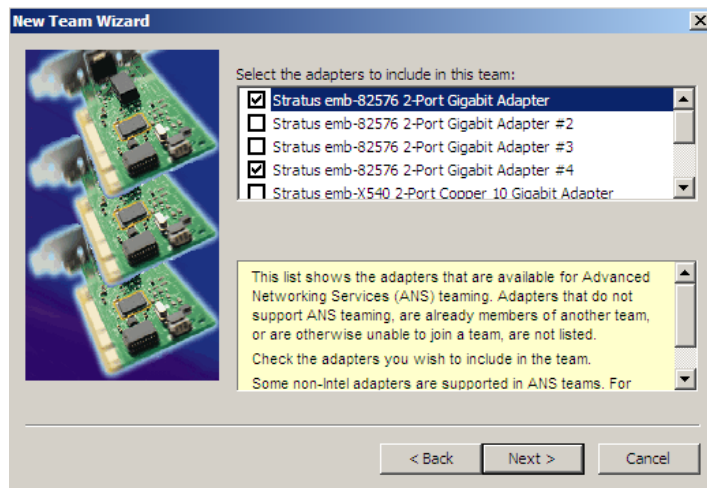 New Team Wizard
Select the adapters to include in this team:
Stratus emb-82576 2-Port Gigabit Adapter
Stratus emb-82576 2-Port Gigabit Adapter #2
Stratus emb-82576 2-Port Gigabit Adapter #3
Stratus emb-82576 2-Port Gigabit Adapter #4
Stratus emb-X540 2-Port Copper 10 Gigabit Adapter
This list shows the adapters that are available for Advanced
Networking Services (ANS) teaming. Adapters that do not
support ANS teaming, are already members of another team,
or are otherwise unable to join a team, are not listed.
Check the adapters you wish to include in the team.
Some non-Intel adapters are supported in ANS teams. For
< Back
Next >
Cancel